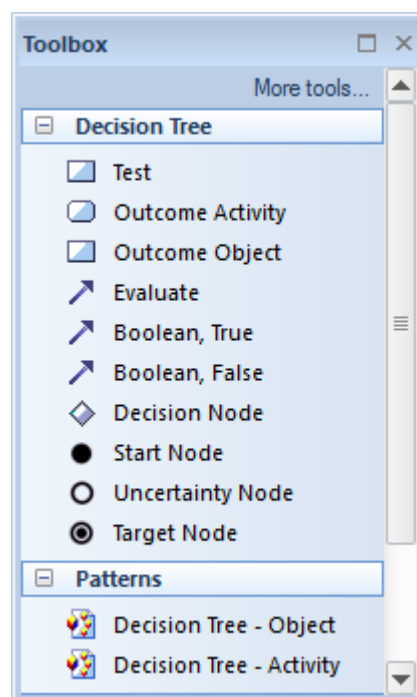 Toolbox
More tools...
Decision Tree
Test
Outcome Activity
Outcome Object
Evaluate
Boolean, True
Boolean, False
Decision Node
Start Node
Uncertainty Node
Target Node
Patterns
Decision Tree - Object
Decision Tree - Activity